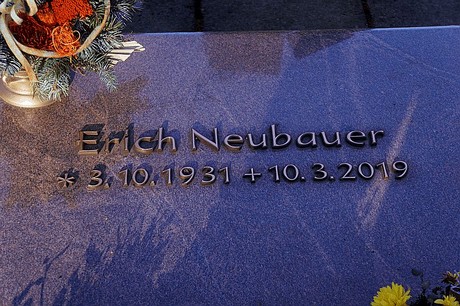 Erich Neubauer
* 3.10.1931 + 10.3.2019